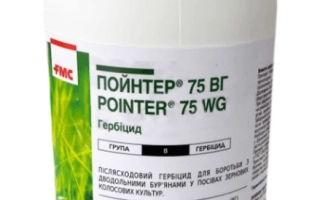 FMC
ПОЙНТЕР® 75 ВГ
POINTER® 75 WG
Гербіцид
ГРУПА В ГЕРБІЦИД
ПІСЛЯСХОДОВИЙ ГЕРБІЦИД ДЛЯ БОРОТЬБИ З
ДВОДОЛЬНИМИ БУР'ЯНАМИ У ПОСІВАХ ЗЕРНОВИХ
КОЛОСОВИХ КУЛЬТУР.